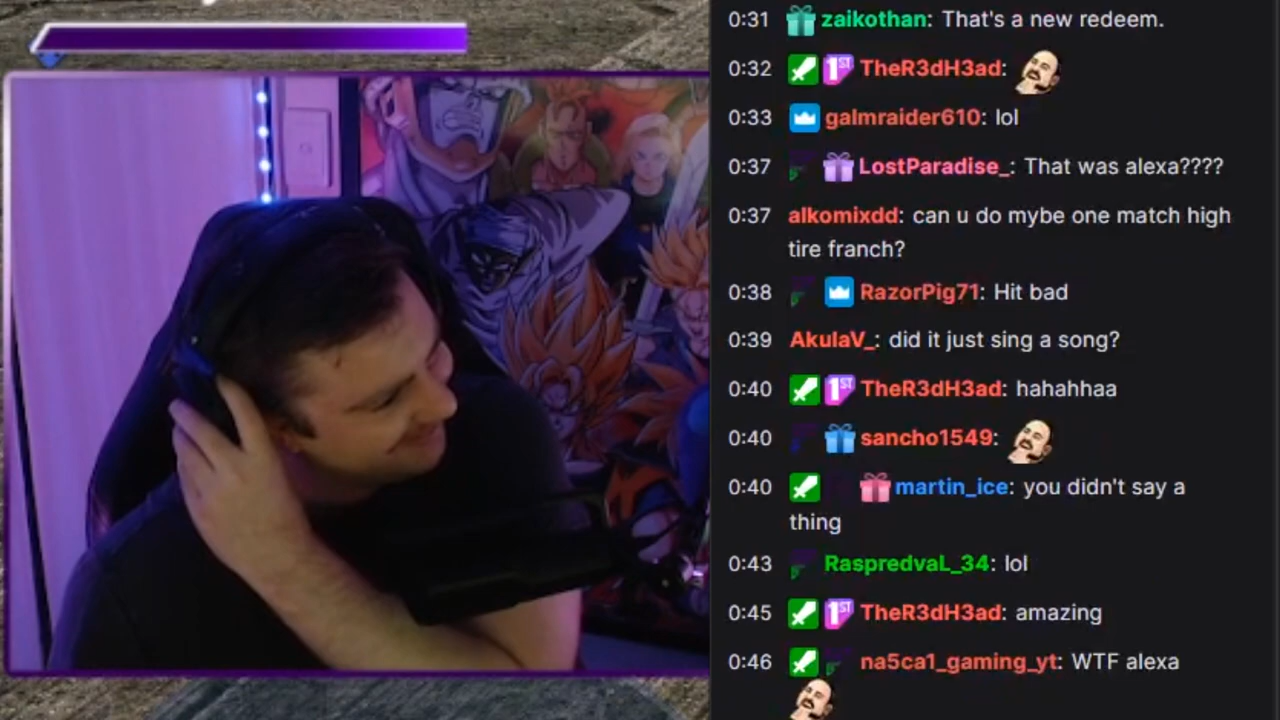 0:31 zaikothan: That's a new redeem.
0:32 1ST TheR3dH3ad:
0:33 galmraider610: lol
0:37 LostParadise_: That was alexa????
0:37 alkomixdd: can u do mybe one match high
tire franch?
0:38 RazorPig71: Hit bad
0:39 AkulaV_: did it just sing a song?
0:40 1ST TheR3dH3ad: hahahhaa
0:40 sancho1549:
0:40 martin_ice: you didn't say a
thing
0:43 RaspredvaL_34: lol
0:45 1ST TheR3dH3ad: amazing
0:46 na5ca1_gaming_yt: WTF alexa